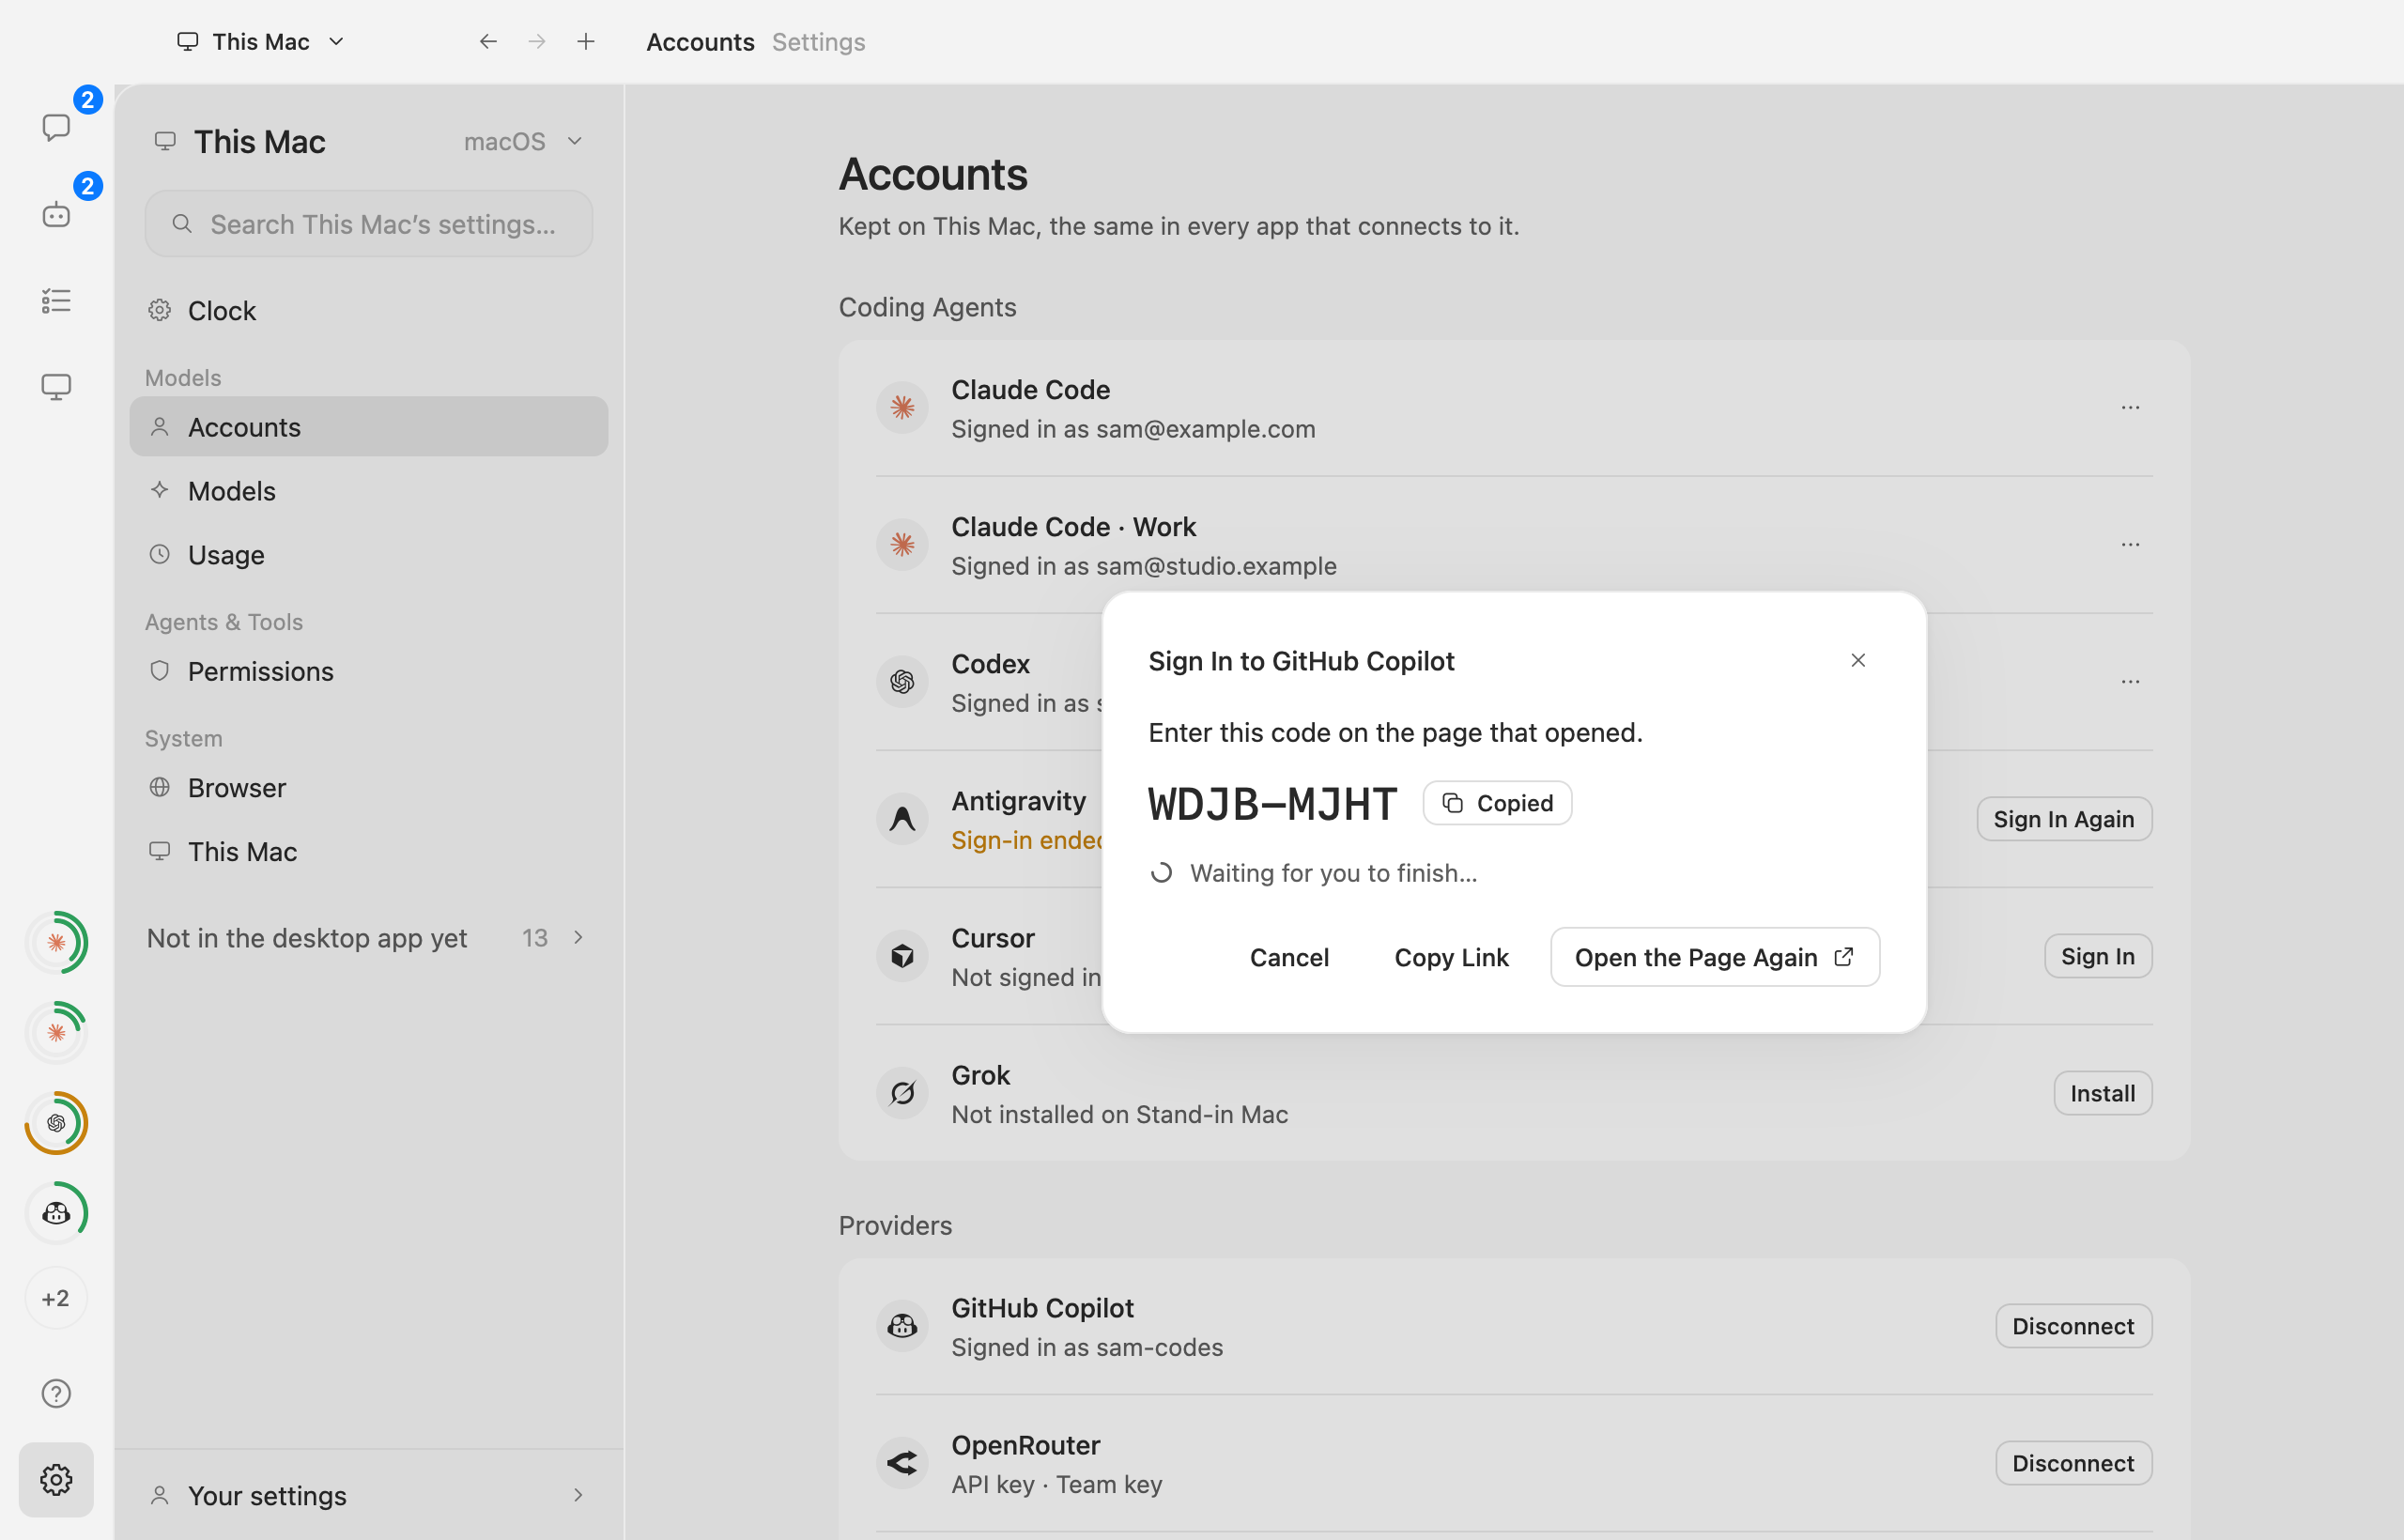 This Mac
Accounts Settings
2
2
This Mac macOS
Search This Mac's settings...
Clock
Models
Accounts
Models
Usage
Agents & Tools
Permissions
System
Browser
This Mac
Not in the desktop app yet 13
+2
Your settings
Accounts
Kept on This Mac, the same in every app that connects to it.
Coding Agents
Claude Code
Signed in as sam@example.com
Claude Code · Work
Signed in as sam@studio.example
Codex
Signed in as
Antigravity
Sign-in ended
Sign In Again
Cursor
Not signed in
Sign In
Grok
Not installed on Stand-in Mac
Install
Sign In to GitHub Copilot
Enter this code on the page that opened.
WDJB–MJHT Copied
Waiting for you to finish...
Cancel Copy Link Open the Page Again
Providers
GitHub Copilot
Signed in as sam-codes
Disconnect
OpenRouter
API key · Team key
Disconnect